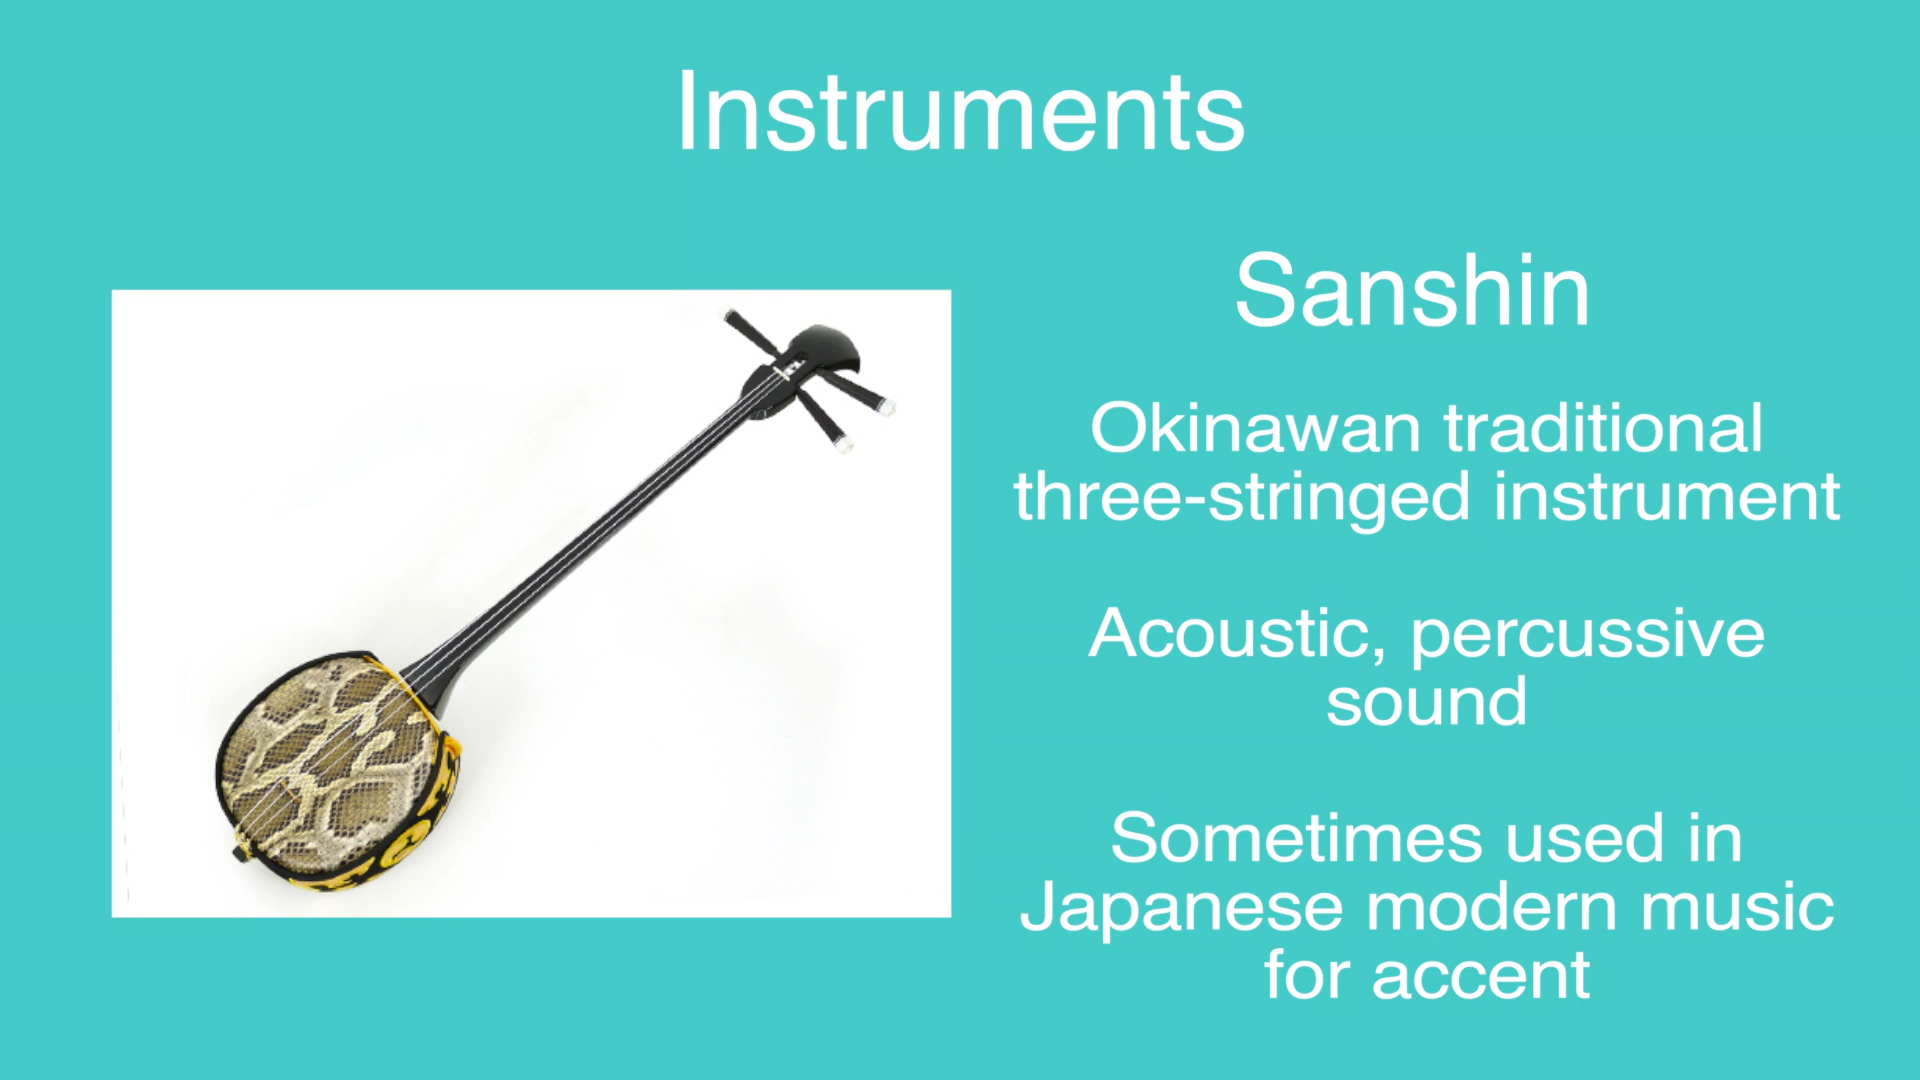 Instruments
Sanshin
Okinawan traditional
three-stringed instrument
Acoustic, percussive
sound
Sometimes used in
Japanese modern music
for accent